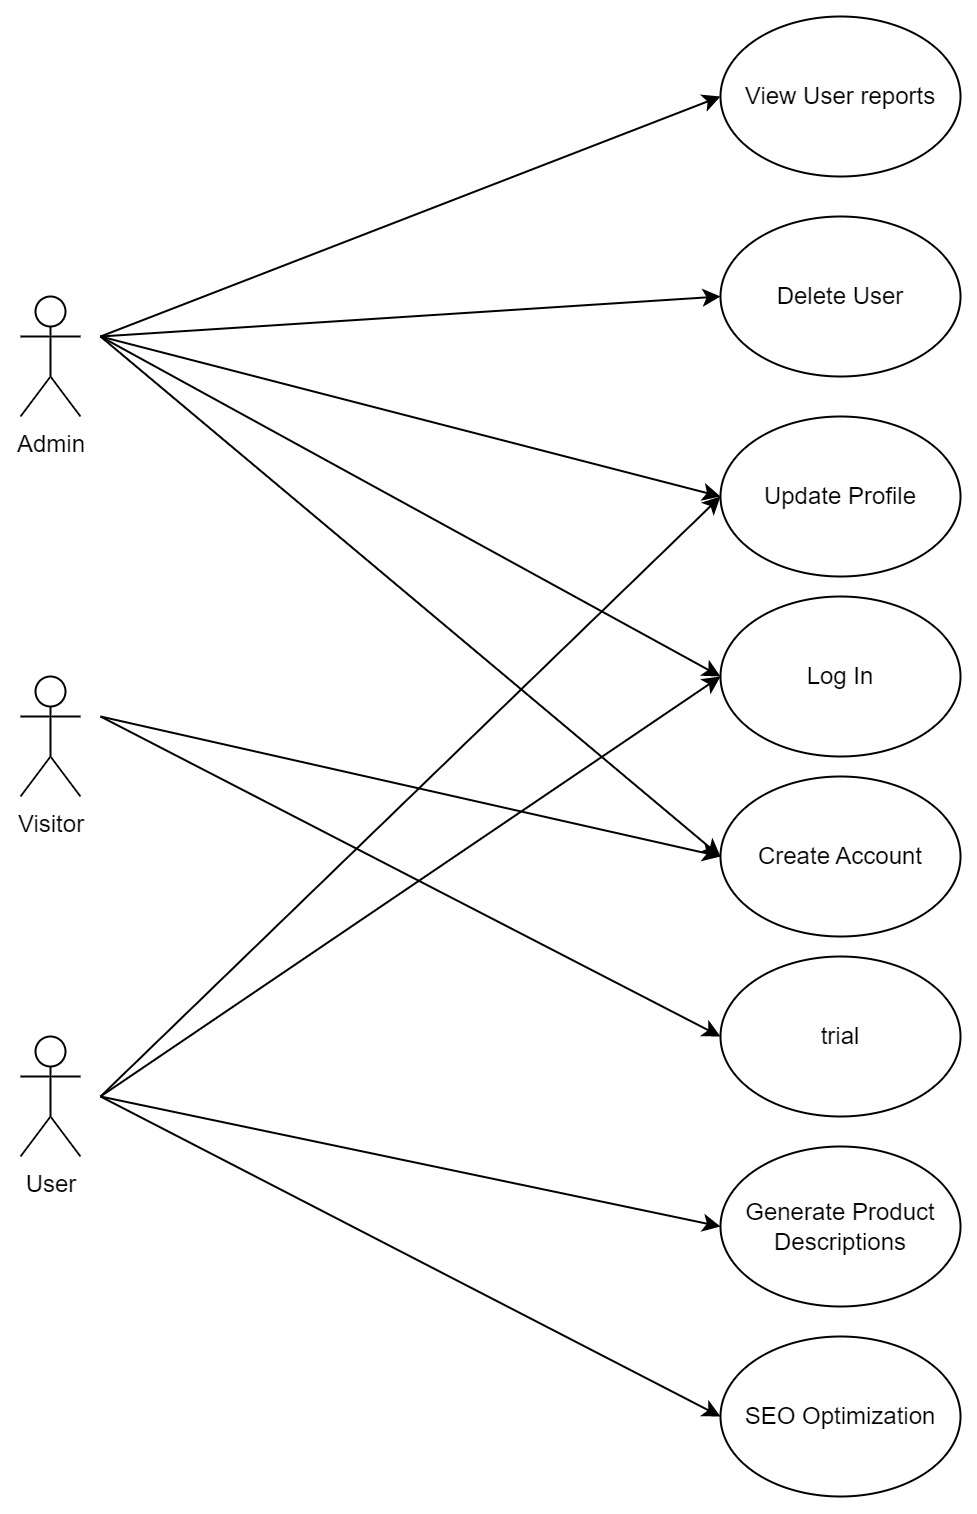 View User reports
Delete User
Admin
Update Profile
Log In
Visitor
Create Account
trial
User
Generate Product
Descriptions
SEO Optimization